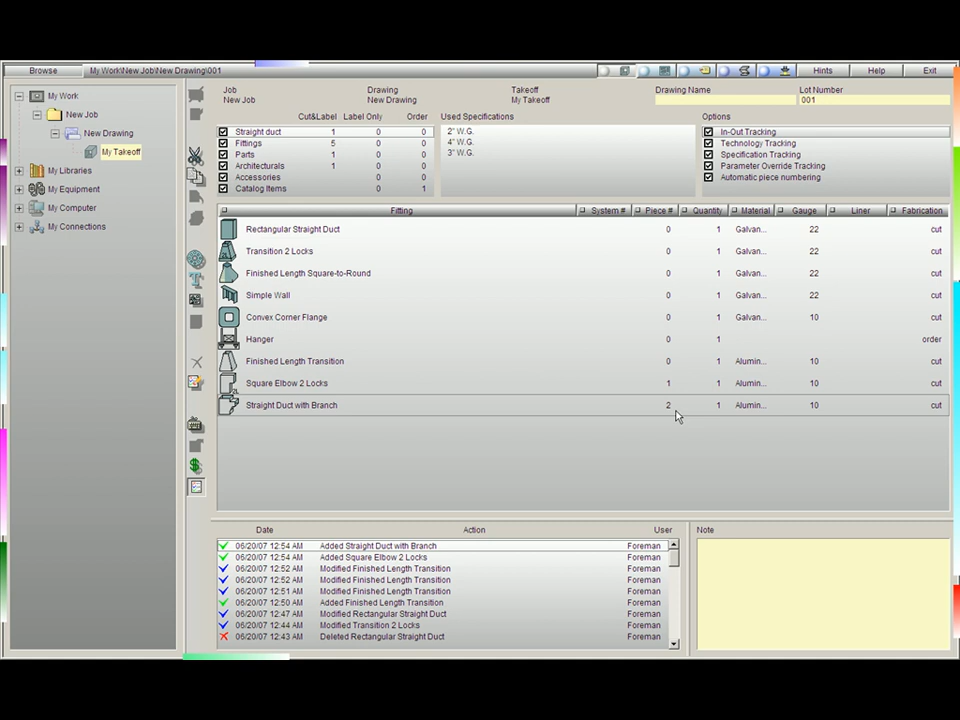 Browse My Work\New Job\New Drawing\001 Hints Help Exit
My Work
New Job
New Drawing
My Takeoff
My Libraries
My Equipment
My Computer
My Connections
Job Drawing Takeoff Drawing Name Lot Number
New Job New Drawing My Takeoff 001
Cut&Label Label Only Order
Straight duct 1 0 0
Fittings 5 0 0
Parts 1 0 0
Architecturals 1 0 0
Accessories 0 0
Catalog Items 0 1
Used Specifications
2" W.G.
4" W.G.
3" W.G.
Options
In-Out Tracking
Technology Tracking
Specification Tracking
Parameter Override Tracking
Automatic piece numbering
Fitting System # Piece # Quantity Material Gauge Liner Fabrication
Rectangular Straight Duct 0 1 Galvan... 22 cut
Transition 2 Locks 0 1 Galvan... 22 cut
Finished Length Square-to-Round 0 1 Galvan... 22 cut
Simple Wall 0 1 Galvan... 22 cut
Convex Corner Flange 0 1 Galvan... 10 cut
Hanger 0 1 order
Finished Length Transition 0 1 Alumin... 10 cut
Square Elbow 2 Locks 1 1 Alumin... 10 cut
Straight Duct with Branch 2 1 Alumin... 10 cut
Date Action User
06/20/07 12:54 AM Added Straight Duct with Branch Foreman
06/20/07 12:54 AM Added Square Elbow 2 Locks Foreman
06/20/07 12:52 AM Modified Finished Length Transition Foreman
06/20/07 12:52 AM Modified Finished Length Transition Foreman
06/20/07 12:51 AM Modified Finished Length Transition Foreman
06/20/07 12:50 AM Added Finished Length Transition Foreman
06/20/07 12:47 AM Modified Rectangular Straight Duct Foreman
06/20/07 12:44 AM Modified Transition 2 Locks Foreman
06/20/07 12:43 AM Deleted Rectangular Straight Duct Foreman
Note